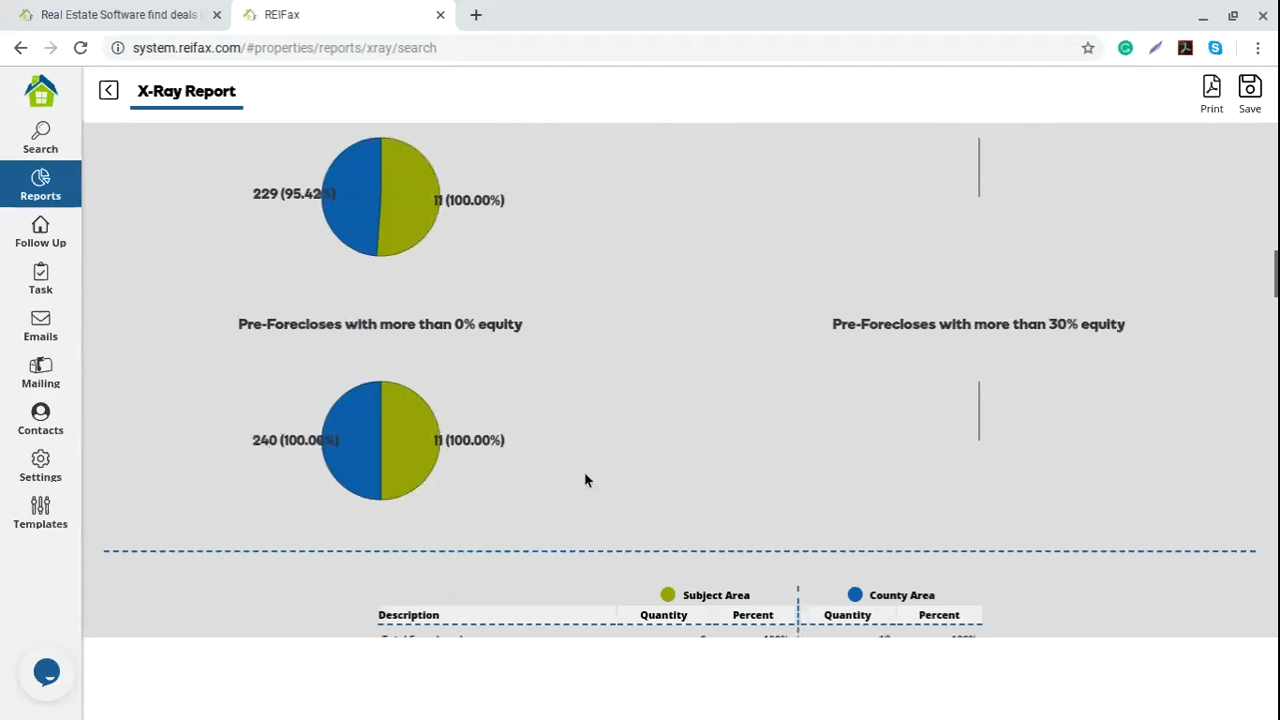 Real Estate Software find deals
REIFax
system.reifax.com/#properties/reports/xray/search
X-Ray Report
Print
Save
Search
Reports
Follow Up
Task
Emails
Mailing
Contacts
Settings
Templates
229 (95.42%)
11 (100.00%)
Pre-Forecloses with more than 0% equity
Pre-Forecloses with more than 30% equity
240 (100.00%)
11 (100.00%)
Subject Area
County Area
Description Quantity Percent Quantity Percent